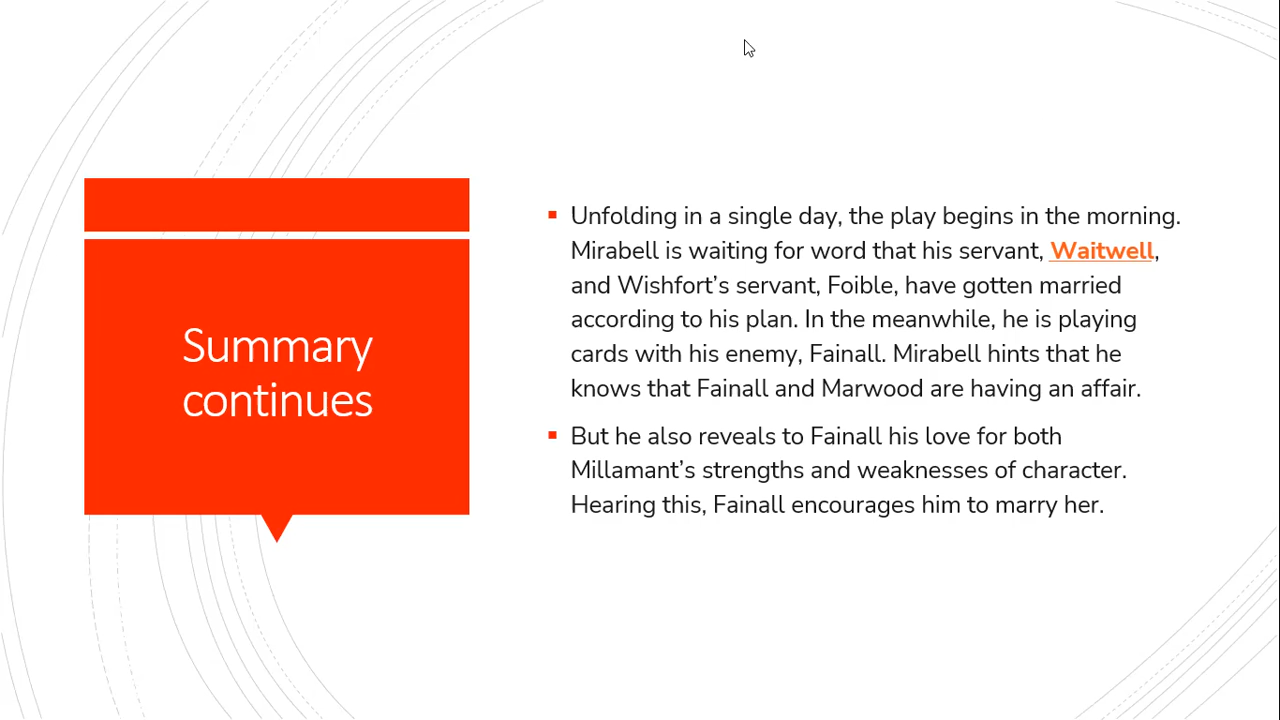 Summary
continues
Unfolding in a single day, the play begins in the morning.
Mirabell is waiting for word that his servant, Waitwell,
and Wishfort’s servant, Foible, have gotten married
according to his plan. In the meanwhile, he is playing
cards with his enemy, Fainall. Mirabell hints that he
knows that Fainall and Marwood are having an affair.
But he also reveals to Fainall his love for both
Millamant’s strengths and weaknesses of character.
Hearing this, Fainall encourages him to marry her.